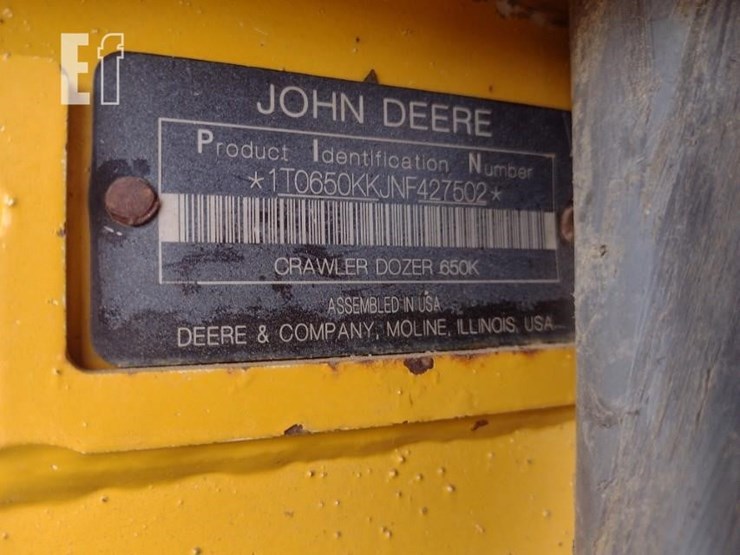 Ef
JOHN DEERE
Product Identification Number
*1T0650KKJNF427502*
CRAWLER DOZER 650K
ASSEMBLED IN USA
DEERE & COMPANY, MOLINE, ILLINOIS, USA